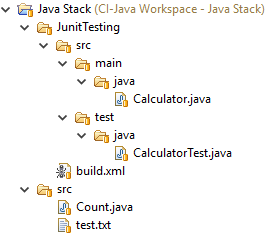 Java Stack (CI-Java Workspace - Java Stack)
JunitTesting
src
main
java
Calculator.java
test
java
CalculatorTest.java
build.xml
src
Count.java
test.txt